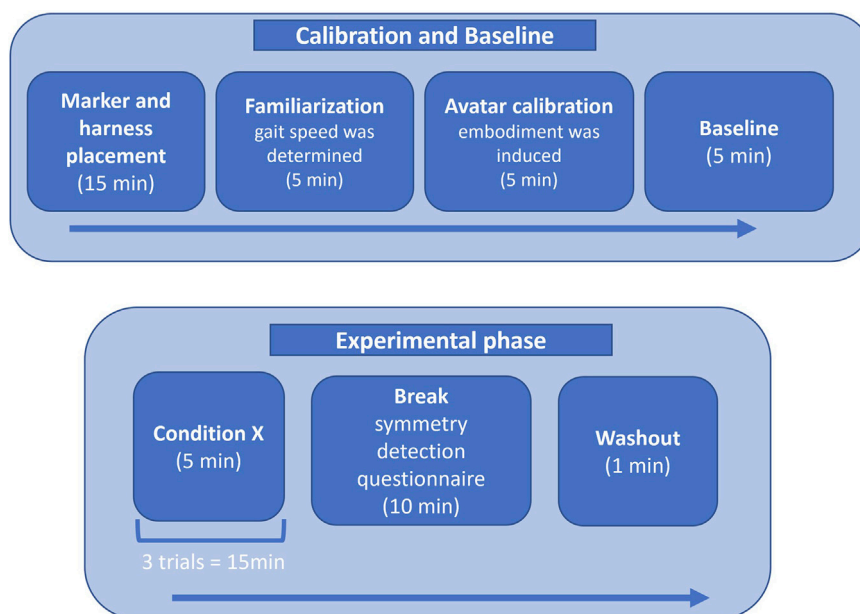 Calibration and Baseline
Marker and
harness
placement
(15 min)
Familiarization
gait speed was
determined
(5 min)
Avatar calibration
embodiment was
induced
(5 min)
Baseline
(5 min)
Experimental phase
Condition X
(5 min)
3 trials = 15min
Break
symmetry
detection
questionnaire
(10 min)
Washout
(1 min)